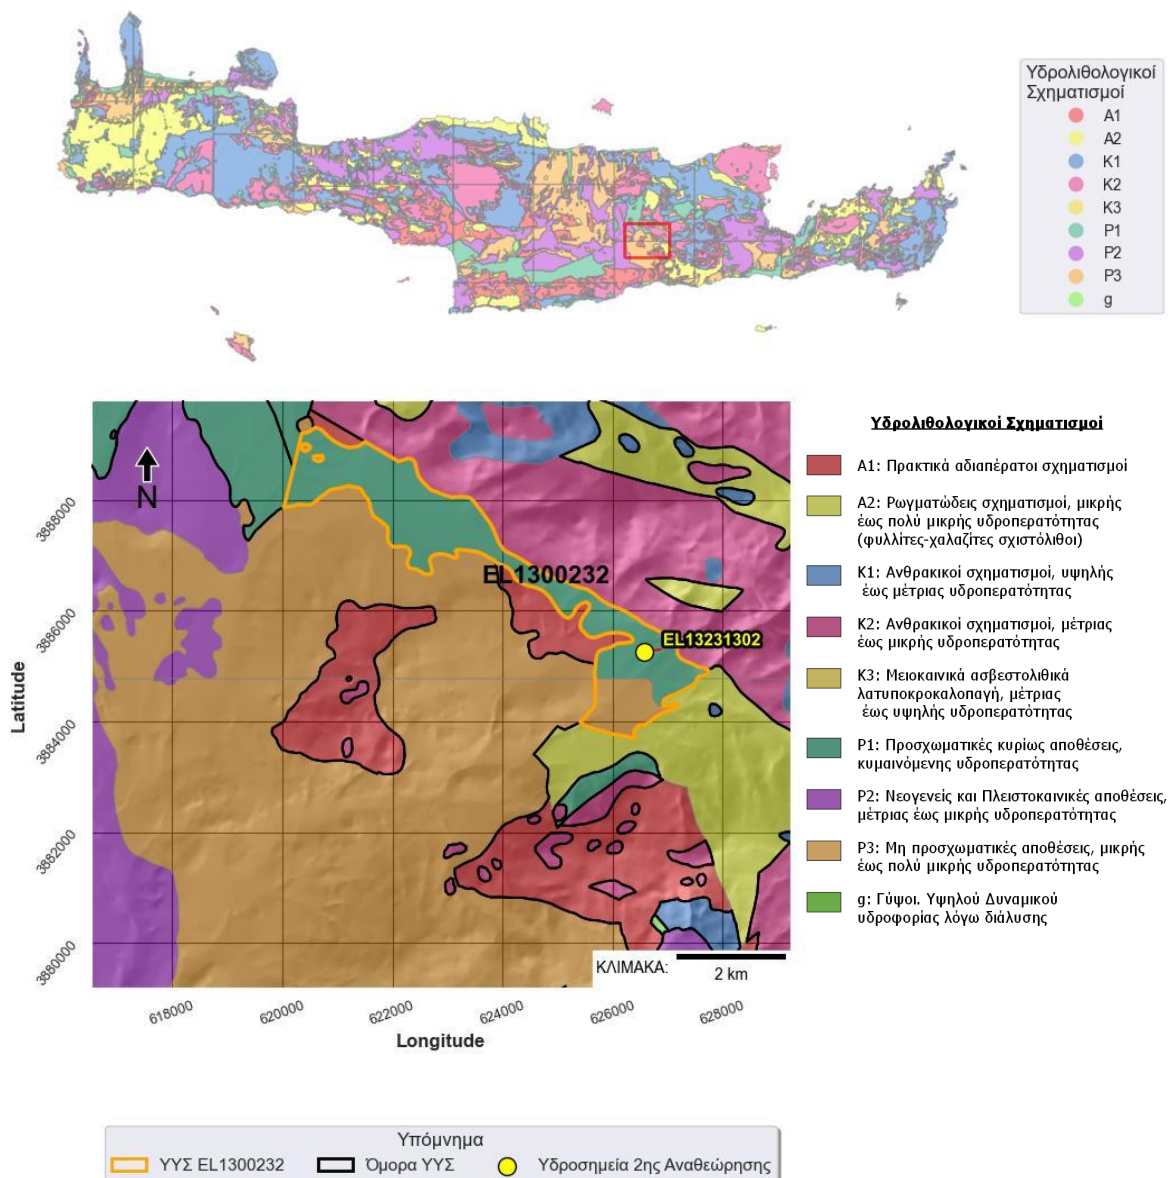 Υδρολιθολογικοί
Σχηματισμοί
A1
A2
K1
K2
K3
P1
P2
P3
g
Υδρολιθολογικοί Σχηματισμοί
A1: Πρακτικά αδιαπέρατοι σχηματισμοί
A2: Ρωγματώδεις σχηματισμοί, μικρής
έως πολύ μικρής υδροπερατότητας
(φυλλίτες-χαλαζίτες σχιστόλιθοι)
K1: Ανθρακικοί σχηματισμοί, υψηλής
έως μέτριας υδροπερατότητας
K2: Ανθρακικοί σχηματισμοί, μέτριας
έως μικρής υδροπερατότητας
K3: Μειοκαινικά ασβεστολιθικά
λατυποκροκαλοπαγή, μέτριας
έως υψηλής υδροπερατότητας
P1: Προσχωματικές κυρίως αποθέσεις,
κυμαινόμενης υδροπερατότητας
P2: Νεογενείς και Πλειστοκαινικές αποθέσεις,
μέτριας έως μικρής υδροπερατότητας
P3: Μη προσχωματικές αποθέσεις, μικρής
έως πολύ μικρής υδροπερατότητας
g: Γύψοι. Υψηλού Δυναμικού
υδροφορίας λόγω διάλυσης
N
EL1300232
EL13231302
3888000
3886000
3884000
3882000
3880000
Latitude
ΚΛΙΜΑΚΑ:
2 km
618000
620000
622000
624000
626000
628000
Longitude
Υπόμνημα
ΥΥΣ EL1300232
Όμορα ΥΥΣ
Υδροσημεία 2ης Αναθεώρησης